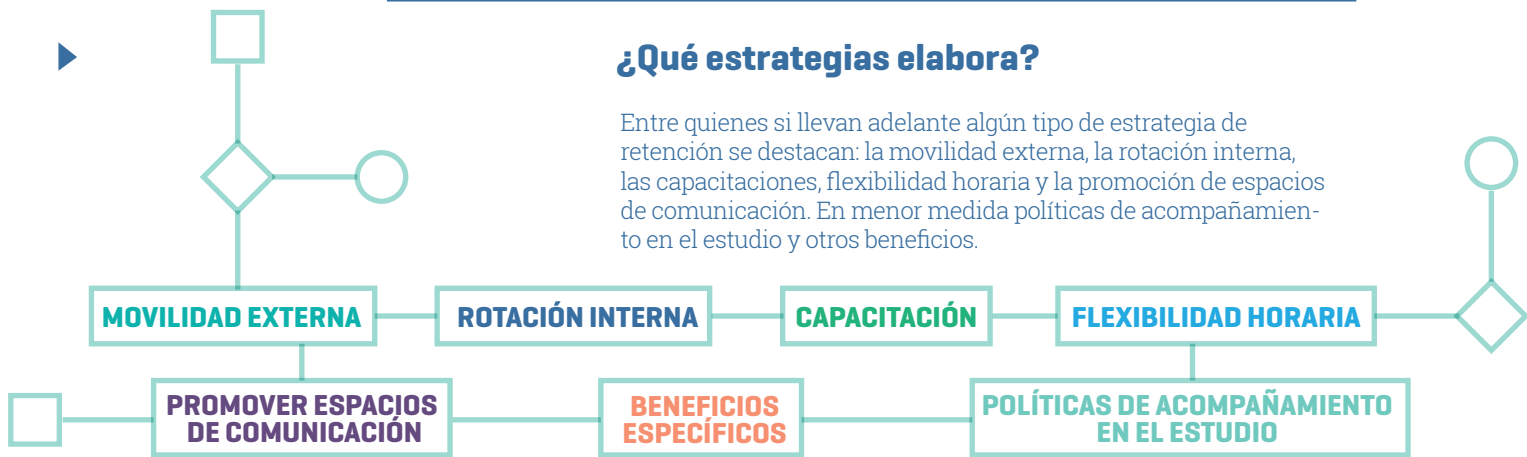 ¿Qué estrategias elabora?
Entre quienes si llevan adelante algún tipo de estrategia de
retención se destacan: la movilidad externa, la rotación interna,
las capacitaciones, flexibilidad horaria y la promoción de espacios
de comunicación. En menor medida políticas de acompañamien-
to en el estudio y otros beneficios.
MOVILIDAD EXTERNA
ROTACIÓN INTERNA
CAPACITACIÓN
FLEXIBILIDAD HORARIA
PROMOVER ESPACIOS
DE COMUNICACIÓN
BENEFICIOS
ESPECÍFICOS
POLÍTICAS DE ACOMPAÑAMIENTO
EN EL ESTUDIO